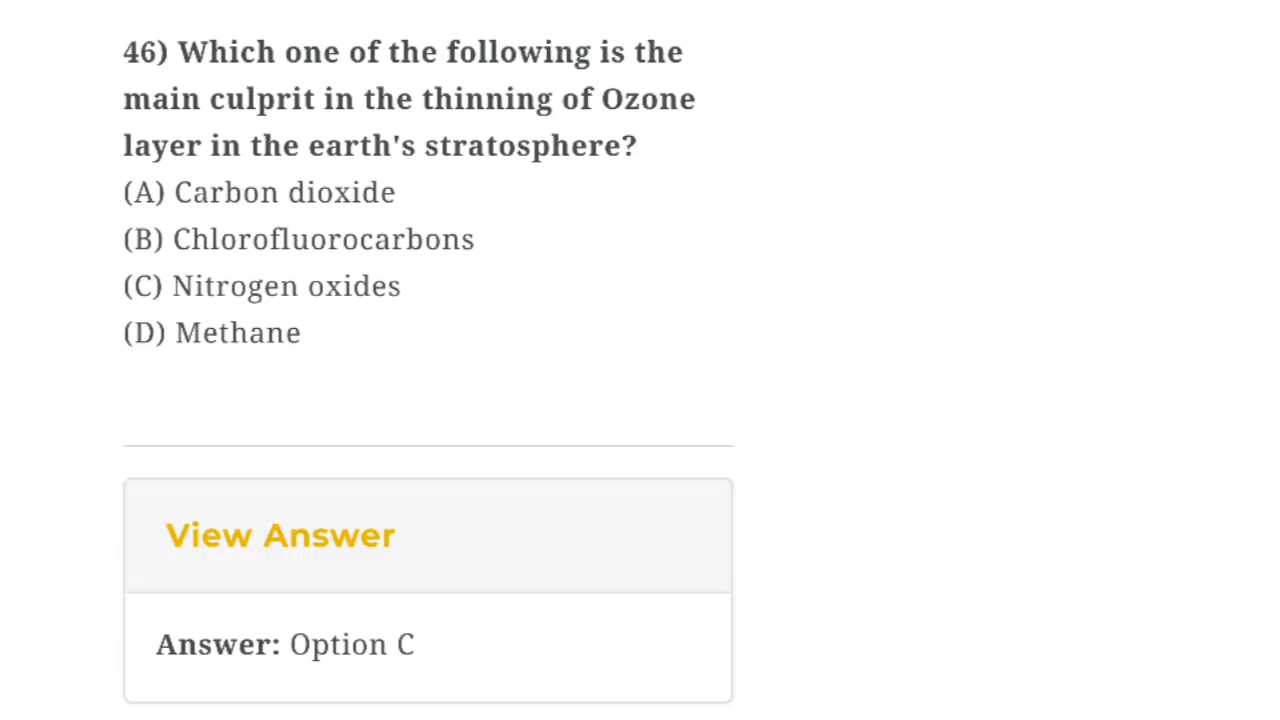 46) Which one of the following is the
main culprit in the thinning of Ozone
layer in the earth's stratosphere?
(A) Carbon dioxide
(B) Chlorofluorocarbons
(C) Nitrogen oxides
(D) Methane
View Answer
Answer: Option C